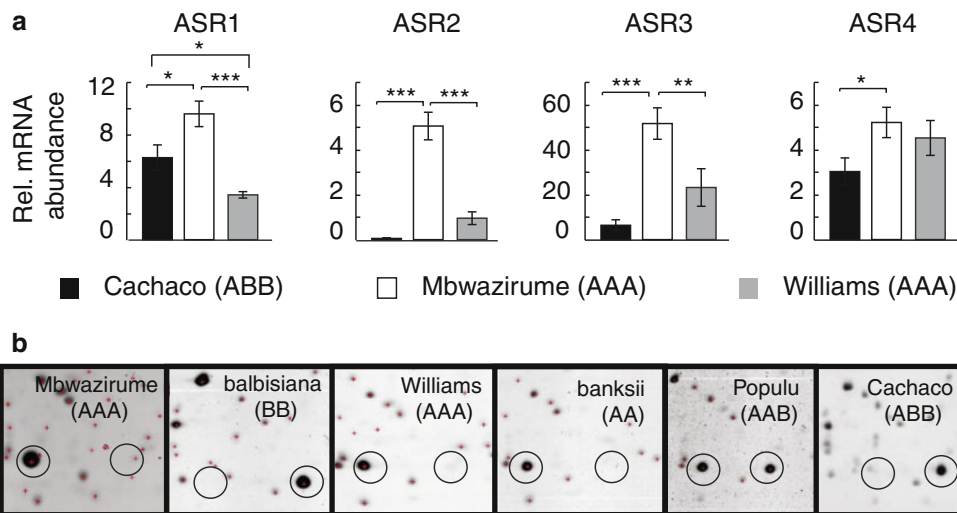 a
ASR1 ASR2 ASR3 ASR4
Rel. mRNA
abundance
* * ***
12
8
4
0
*** ***
6
4
2
0
*** **
60
40
20
0
*
6
4
2
0
Cachaco (ABB) Mbwazirume (AAA) Williams (AAA)
b
Mbwazirume
(AAA)
balbisiana
(BB)
Williams
(AAA)
banksii
(AA)
Populu
(AAB)
Cachaco
(ABB)